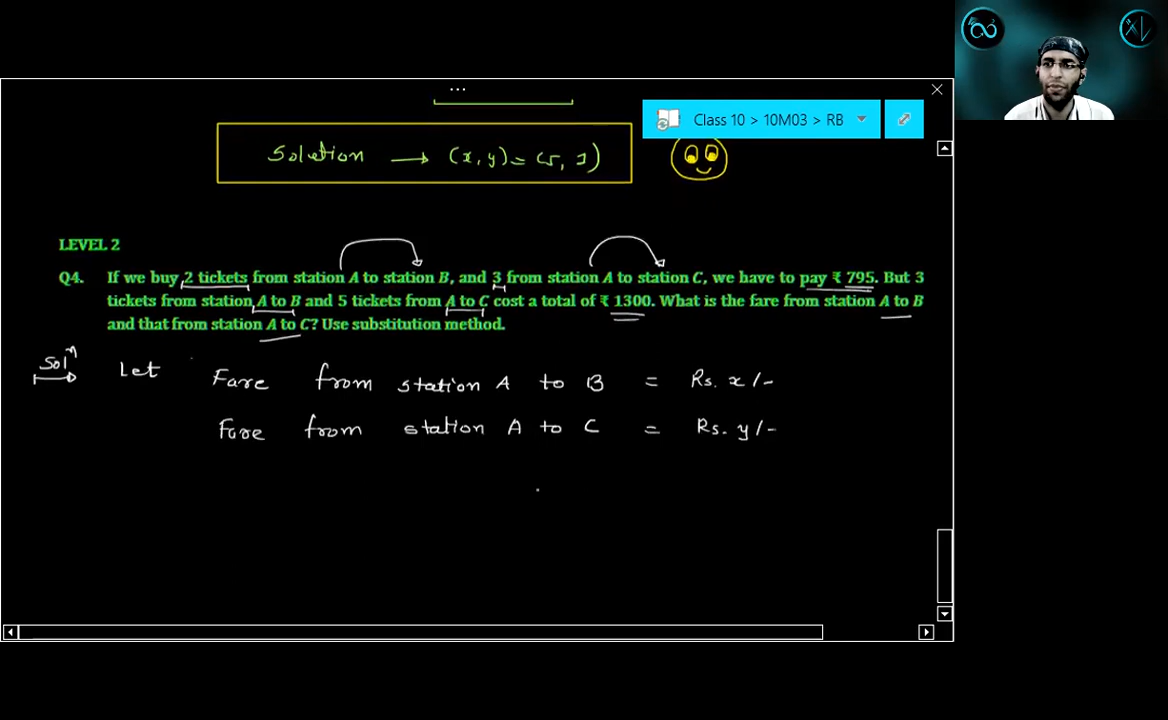 ...
Class 10 > 10M03 > RB
Solution → (x, y) = (5, 1)
LEVEL 2
Q4. If we buy 2 tickets from station A to station B, and 3 from station A to station C, we have to pay ₹ 795. But 3
tickets from station A to B and 5 tickets from A to C cost a total of ₹ 1300. What is the fare from station A to B
and that from station A to C? Use substitution method.
Solⁿ Let Fare from station A to B = Rs. x /-
Fare from station A to C = Rs. y /-